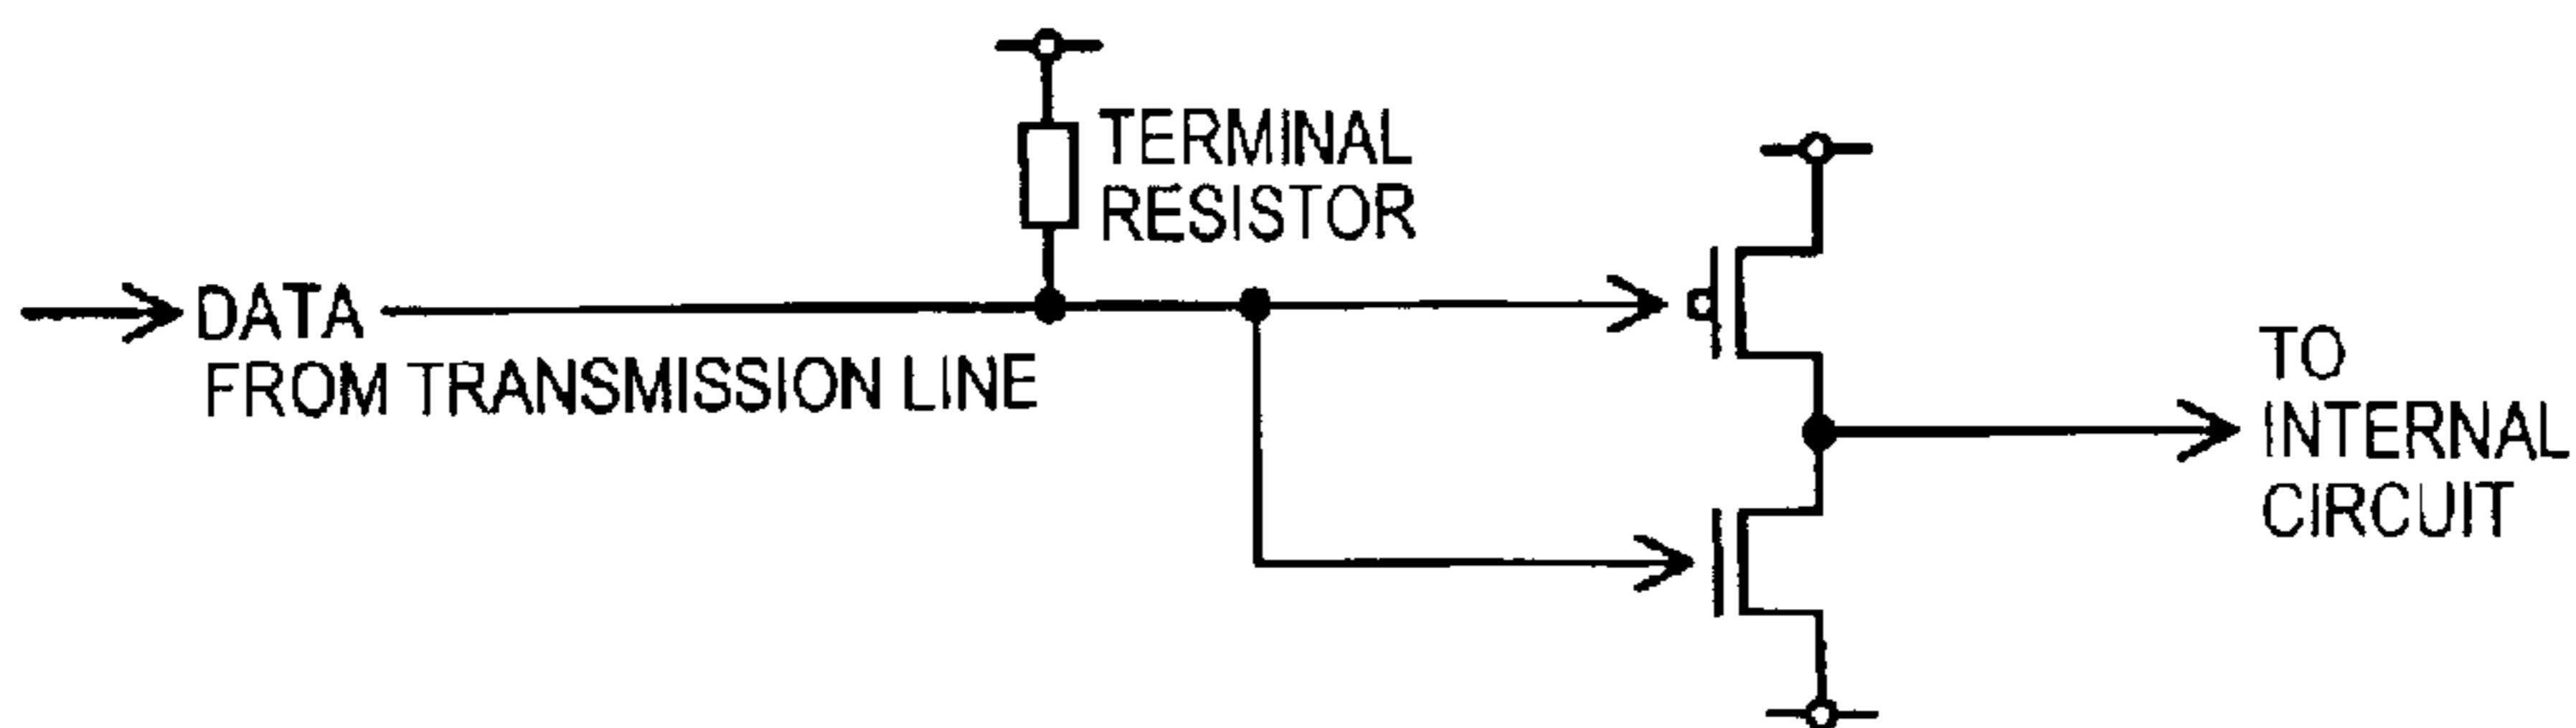 TERMINAL
RESISTOR
DATA
FROM TRANSMISSION LINE
TO
INTERNAL
CIRCUIT